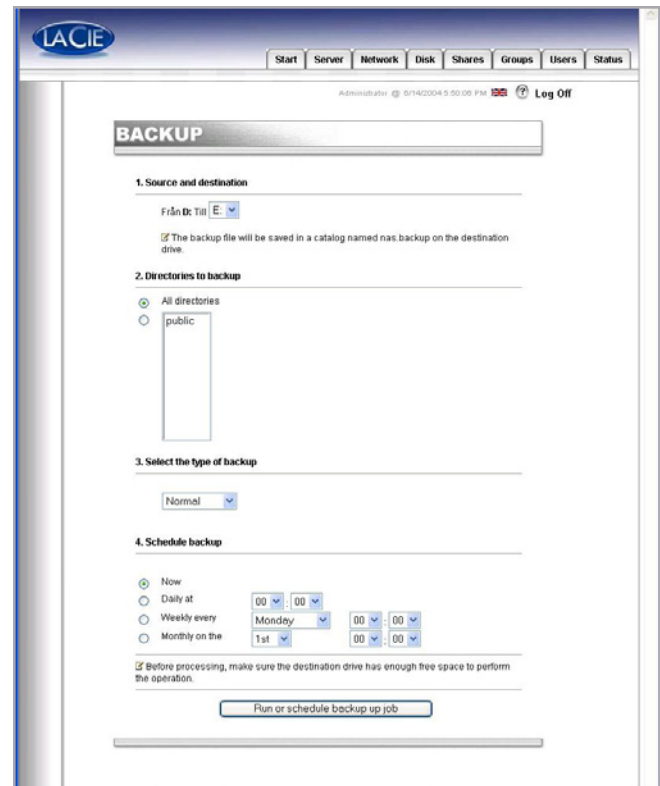 LACIE
Start Server Network Disk Shares Groups Users Status
Administrator @ 6/14/2004 5:50:08 PM Log Off
BACKUP
1. Source and destination
Från D: Till E:
The backup file will be saved in a catalog named nas.backup on the destination
drive.
2. Directories to backup
All directories
public
3. Select the type of backup
Normal
4. Schedule backup
Now
Daily at 00 : 00
Weekly every Monday 00 : 00
Monthly on the 1st 00 : 00
Before processing, make sure the destination drive has enough free space to perform
the operation.
Run or schedule backup up job